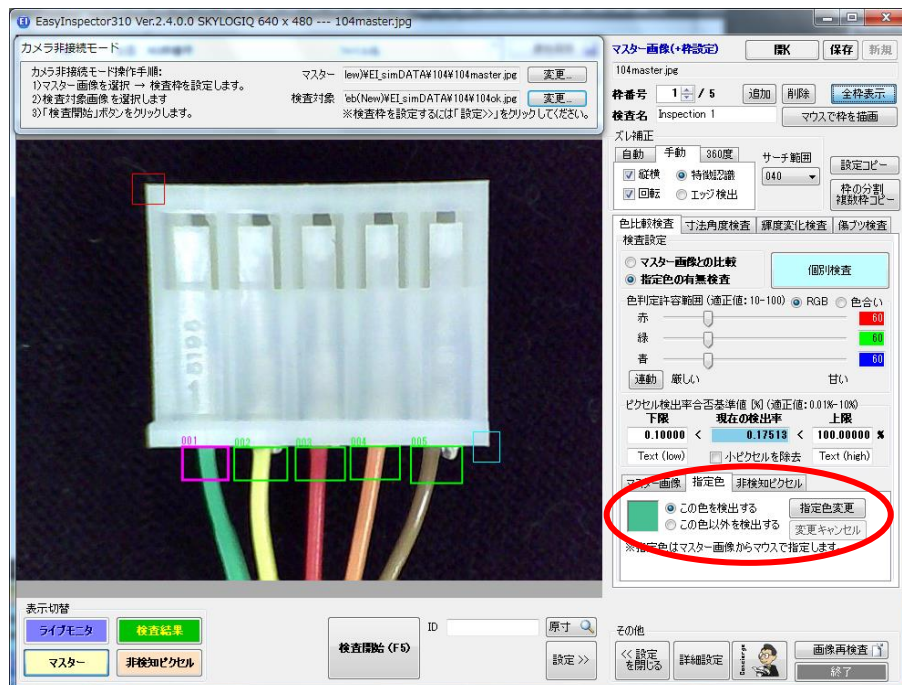 EasyInspector310 Ver.2.4.0.0 SKYLOGIQ 640 x 480 --- 104master.jpg
カメラ非接続モード
カメラ非接続モード操作手順:
1)マスター画像を選択 → 検査枠を設定します。
2)検査対象画像を選択します
3)「検査開始」ボタンをクリックします。
マスター lew)¥EI_simDATA¥104¥104master.jpg 変更...
検査対象 'eb(New)¥EI_simDATA¥104¥104ok.jpg 変更...
※検査枠を設定するには「設定>>」をクリックしてください。
001 002 003 004 005
表示切替
ライブモニタ 検査結果
マスター 非検知ピクセル
検査開始 (F5)
ID
原寸
設定 >>
マスター画像(+枠設定) 開く 保存 新規
104master.jpg
枠番号 1 / 5 追加 削除 全枠表示
検査名 Inspection 1 マウスで枠を描画
ズレ補正
自動 手動 360度 サーチ範囲
縦横 特徴認識 040
回転 エッジ検出
設定コピー
枠の分割
複数枠コピー
色比較検査 寸法角度検査 輝度変化検査 傷ブツ検査
検査設定
マスター画像との比較
指定色の有無検査
個別検査
色判定許容範囲 (適正値:10-100) RGB 色合い
赤 60
緑 60
青 60
連動 厳しい 甘い
ピクセル検出率合否基準値 [%] (適正値:0.01%-10%)
下限 現在の検出率 上限
0.10000 < 0.17513 < 100.00000 %
Text (low) 小ピクセルを除去 Text (high)
マスター画像 指定色 非検知ピクセル
この色を検出する 指定色変更
この色以外を検出する 変更キャンセル
※指定色はマスター画像からマウスで指定します。
その他
<< 設定
を閉じる
詳細設定
画像再検査
終了